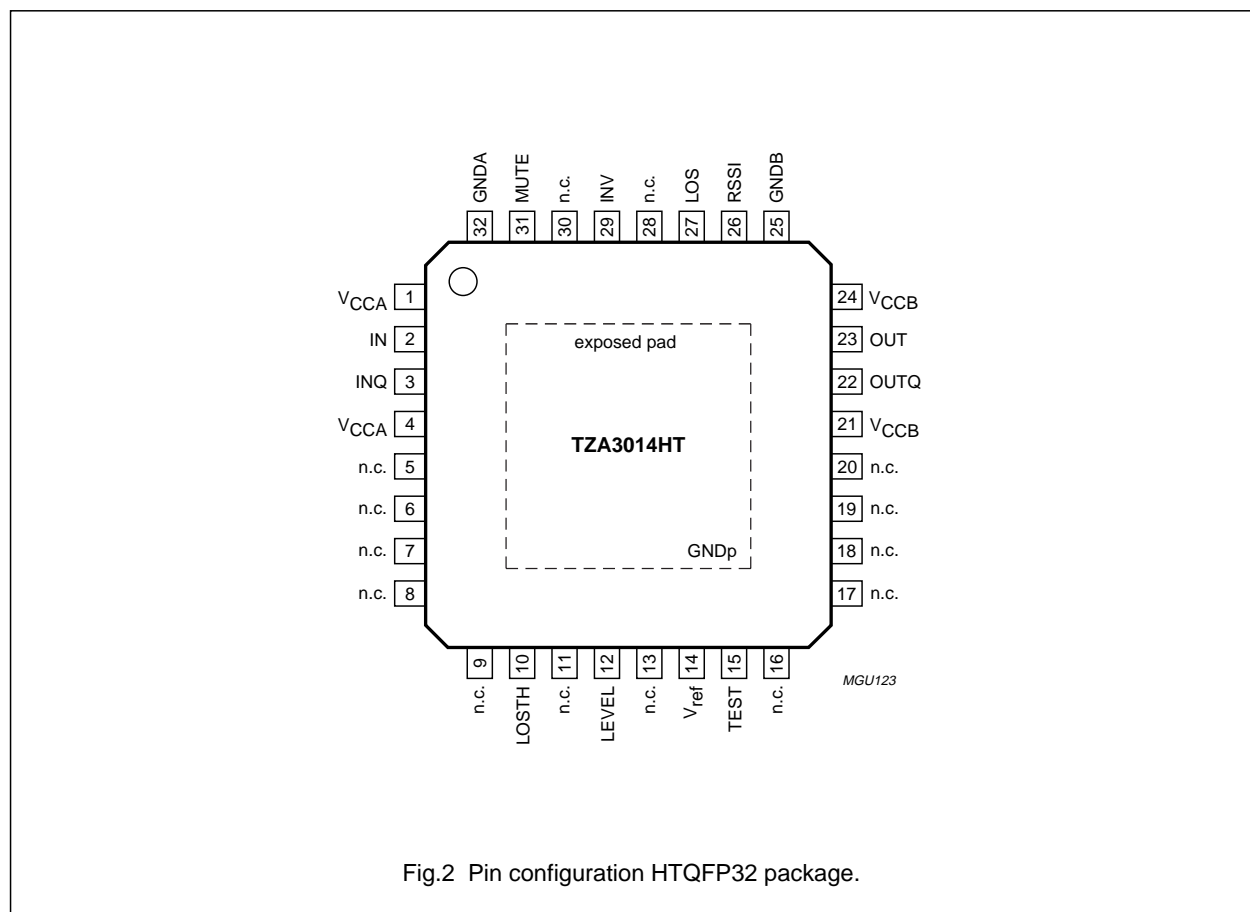 GNDA
MUTE
n.c.
INV
n.c.
LOS
RSSI
GNDB
32
31
30
29
28
27
26
25
VCCA 1
IN 2
INQ 3
VCCA 4
n.c. 5
n.c. 6
n.c. 7
n.c. 8
exposed pad
TZA3014HT
GNDp
24 VCCB
23 OUT
22 OUTQ
21 VCCB
20 n.c.
19 n.c.
18 n.c.
17 n.c.
9
10
11
12
13
14
15
16
n.c.
LOSTH
n.c.
LEVEL
n.c.
Vref
TEST
n.c.
MGU123
Fig.2 Pin configuration HTQFP32 package.